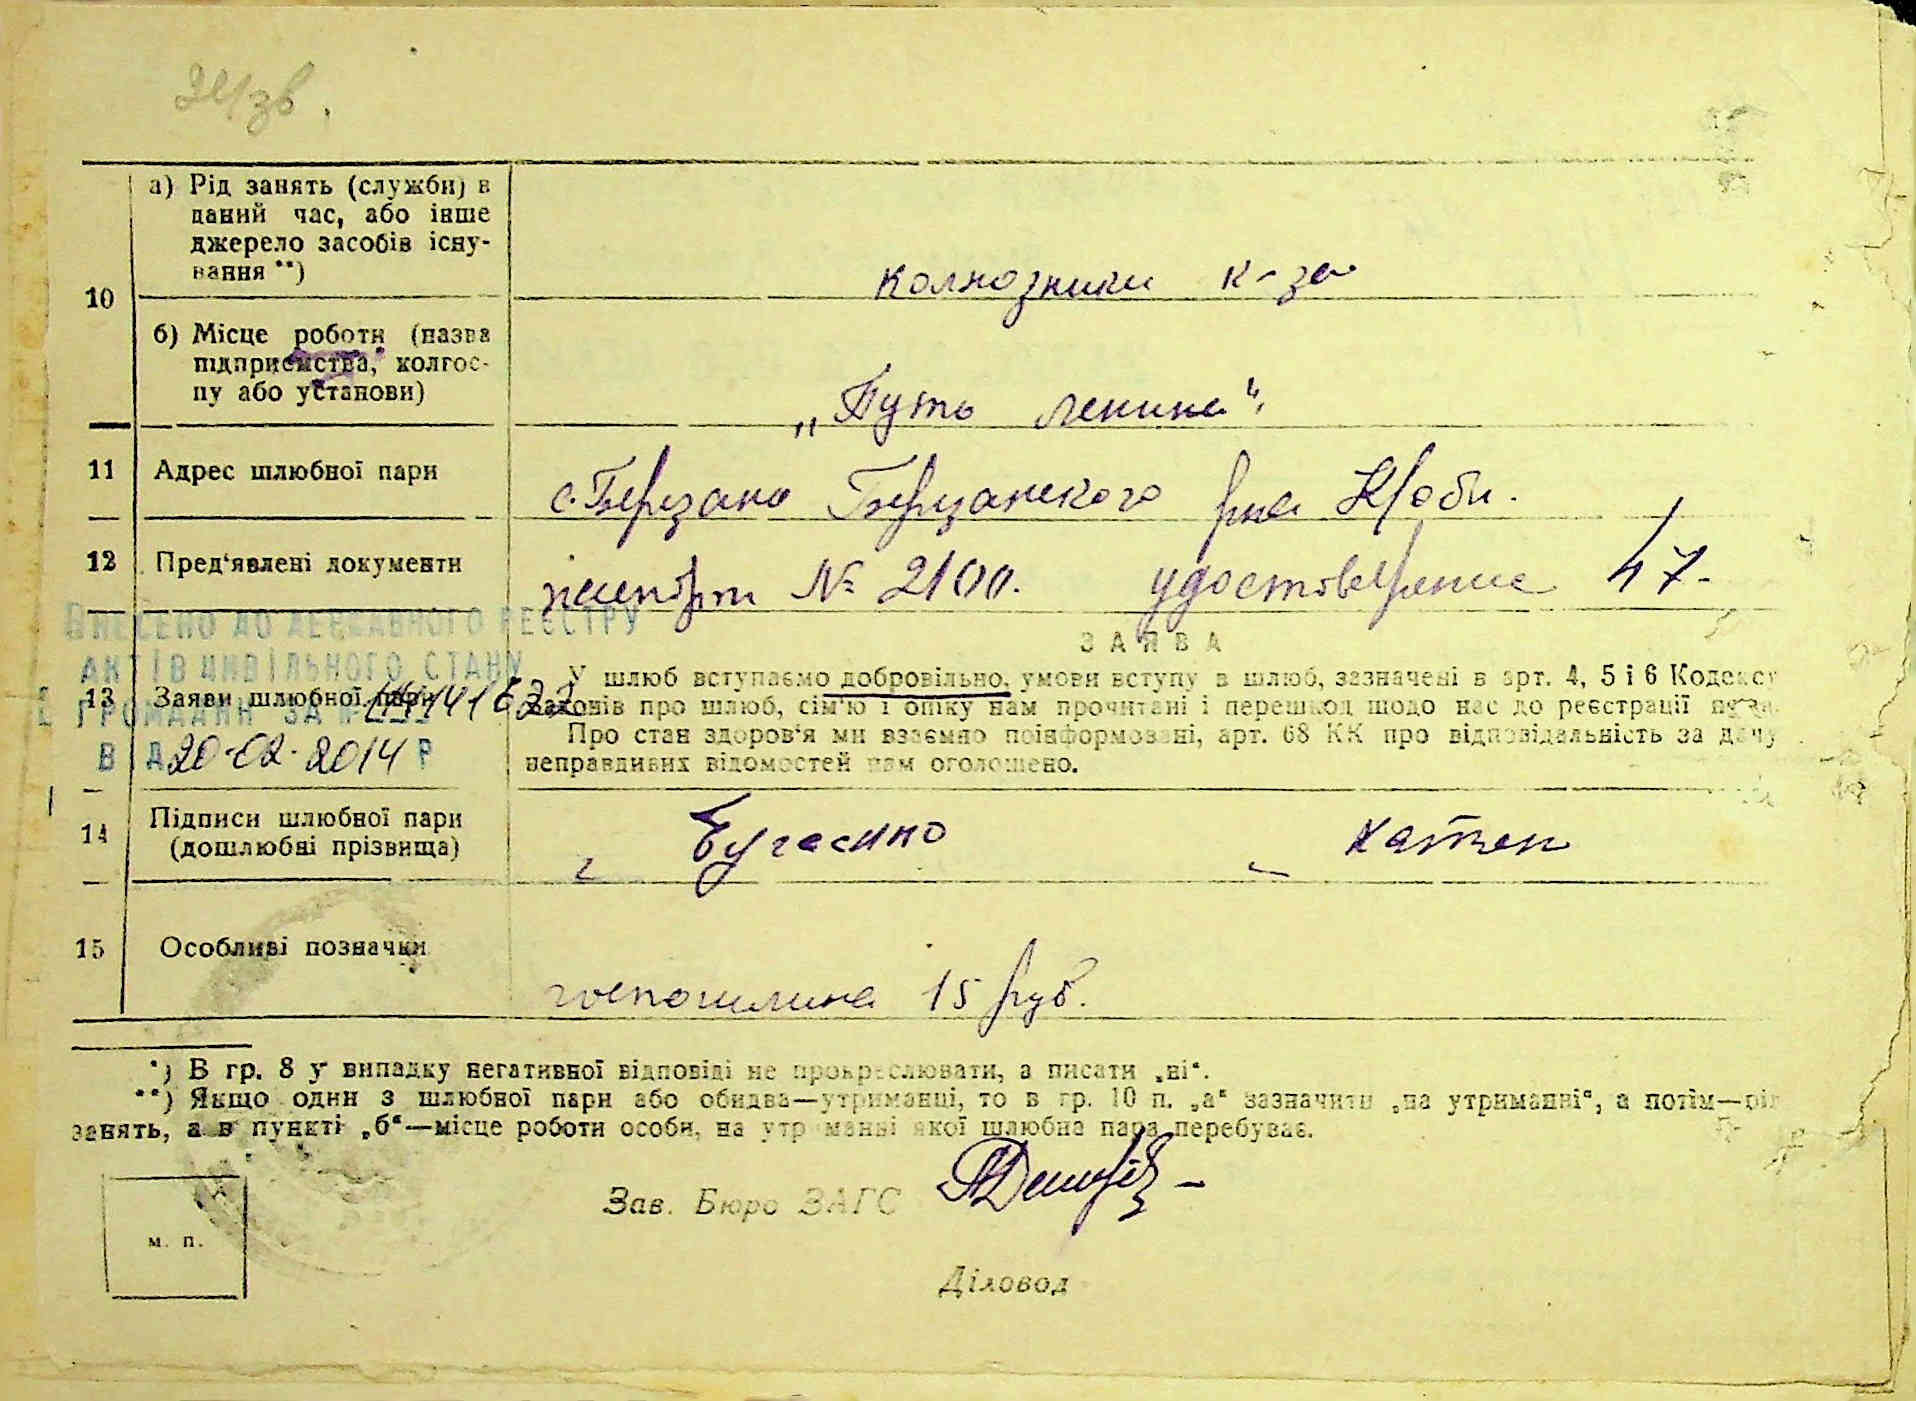 а) Рід занять (служби) в
даний час, або інше
джерело засобів існу-
вання **)
колхозники к-за
10
б) Місце роботи (назва
підприємства, колгос-
пу або установи)
„Путь Ленина".
11 Адрес шлюбної пари
с. Березано Березанского р-на Н/Обл.
12 Пред'явлені документи
паспорт № 2100. удостоверение 47-
ВНЕСЕНО ДО ДЕРЖАВНОГО РЕЄСТРУ
АКТІВ ЦИВІЛЬНОГО СТАНУ
ГРОМАДЯН ЗА №
ВІД 20-02-2014 Р
13 Заяви шлюбної пари
ЗАЯВА
У шлюб вступаємо добровільно, умови вступу в шлюб, зазначені в арт. 4, 5 і 6 Кодексу
законів про шлюб, сім'ю і опіку нам прочитані і перешкод щодо нас до реєстрації
Про стан здоров'я ми взаємно поінформовані, арт. 68 КК про відповідальність за дачу
неправдивих відомостей нам оголошено.
14 Підписи шлюбної пари
(дошлюбні прізвища)
15 Особливі позначки
госпошлина 15 руб.
*) В гр. 8 у випадку негативної відповіді не прокреслювати, а писати „ні".
**) Якщо один з шлюбної пари або обидва—утриманці, то в гр. 10 п. „а" зазначити „на утриманні", а потім—рід
занять, а в пункті „б"—місце роботи особи, на утриманні якої шлюбна пара перебуває.
Зав. Бюро ЗАГС
м. п.
Діловод